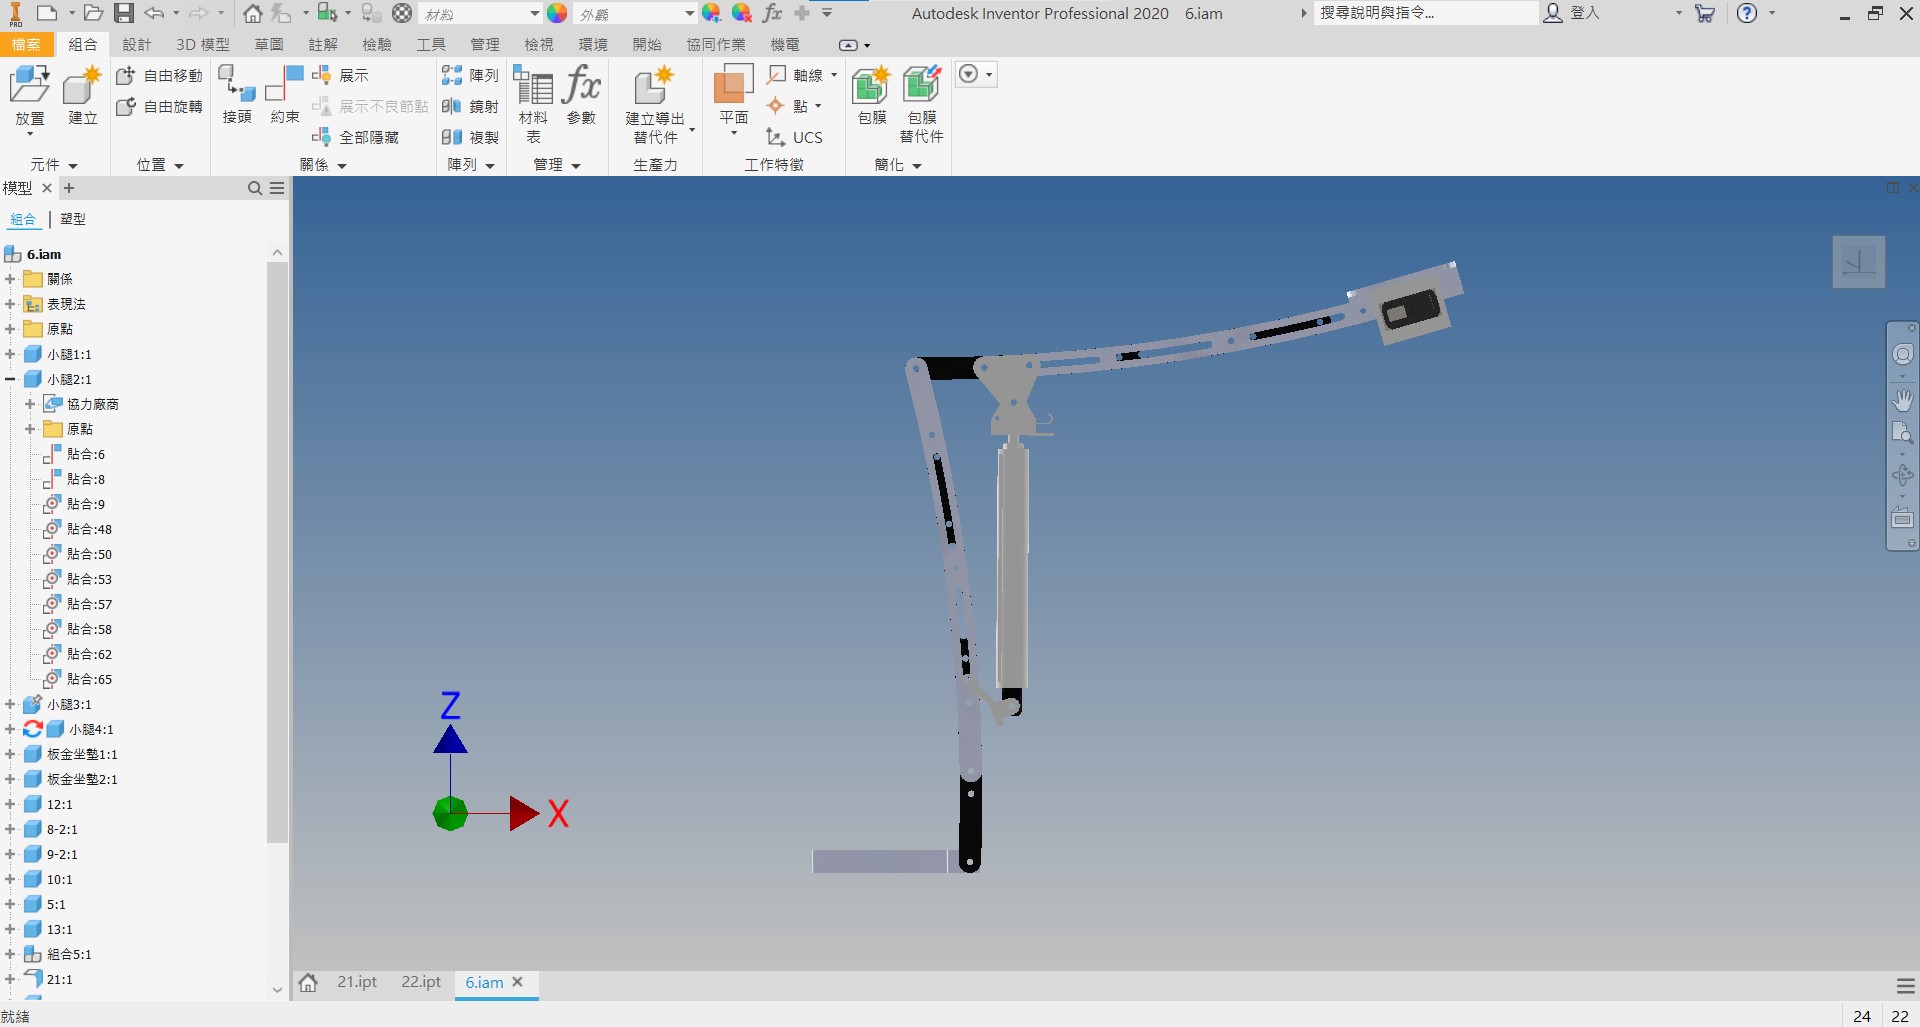 PRO
材料
外觀
fx
Autodesk Inventor Professional 2020 6.iam
搜尋說明與指令...
登入
檔案 組合 設計 3D 模型 草圖 註解 檢驗 工具 管理 檢視 環境 開始 協同作業 機電
放置
建立
自由移動
自由旋轉
接頭
約束
展示
展示不良節點
全部隱藏
陣列
鏡射
複製
材料
表
fx
參數
建立導出
替代件
平面
軸線
點
UCS
包膜
包膜
替代件
元件 位置 關係 陣列 管理 生產力 工作特徵 簡化
模型
組合 | 塑型
6.iam
關係
表現法
原點
小腿1:1
小腿2:1
協力廠商
原點
貼合:6
貼合:8
貼合:9
貼合:48
貼合:50
貼合:53
貼合:57
貼合:58
貼合:62
貼合:65
小腿3:1
小腿4:1
板金坐墊1:1
板金坐墊2:1
12:1
8-2:1
9-2:1
10:1
5:1
13:1
組合5:1
21:1
Z
X
21.ipt 22.ipt 6.iam
就緒
24 22